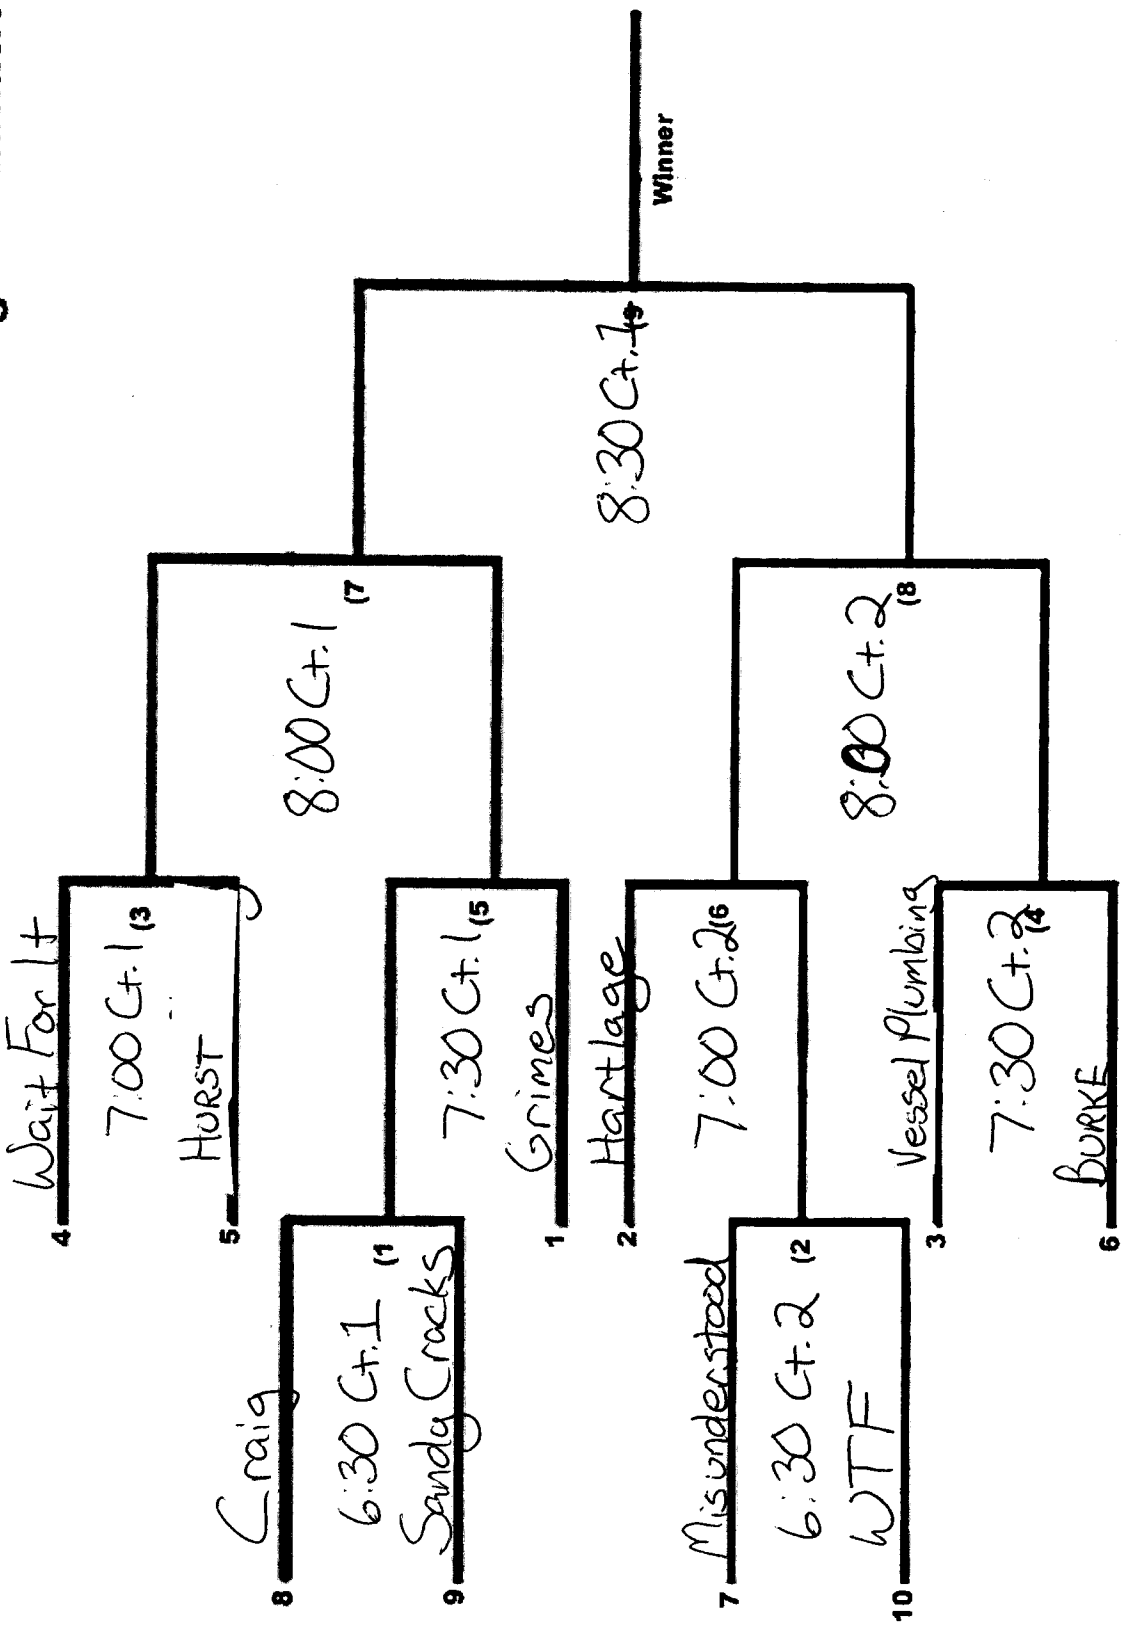 4 Wait For It
7:00 Ct. 1 (3
5 HURST
8 Craig
6:30 Ct. 1 (1
9 Sandy Cracks
7:30 Ct. 1 (5
1 Grimes
8:00 Ct. 1 (7
2 Hartlage
7:00 Ct. 2 (6
7 Misunderstood
6:30 Ct. 2 (2
10 WTF
3 Vessel Plumbing
7:30 Ct. 2 (4
6 BURKE
8:00 Ct. 2 (8
8:30 Ct. 1 (9
Winner